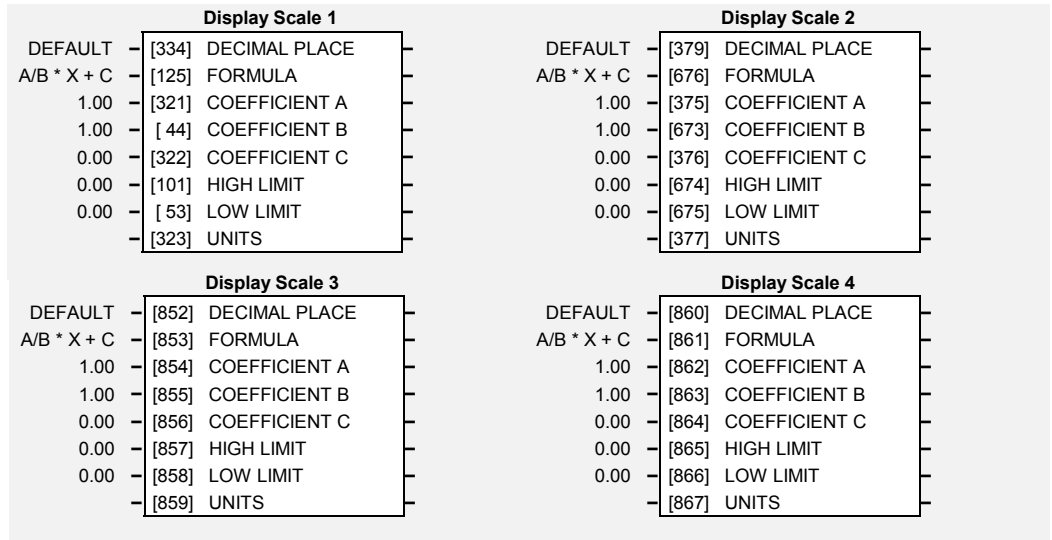 Display Scale 1
DEFAULT – [334] DECIMAL PLACE –
A/B * X + C – [125] FORMULA –
1.00 – [321] COEFFICIENT A –
1.00 – [ 44] COEFFICIENT B –
0.00 – [322] COEFFICIENT C –
0.00 – [101] HIGH LIMIT –
0.00 – [ 53] LOW LIMIT –
– [323] UNITS –
Display Scale 2
DEFAULT – [379] DECIMAL PLACE –
A/B * X + C – [676] FORMULA –
1.00 – [375] COEFFICIENT A –
1.00 – [673] COEFFICIENT B –
0.00 – [376] COEFFICIENT C –
0.00 – [674] HIGH LIMIT –
0.00 – [675] LOW LIMIT –
– [377] UNITS –
Display Scale 3
DEFAULT – [852] DECIMAL PLACE –
A/B * X + C – [853] FORMULA –
1.00 – [854] COEFFICIENT A –
1.00 – [855] COEFFICIENT B –
0.00 – [856] COEFFICIENT C –
0.00 – [857] HIGH LIMIT –
0.00 – [858] LOW LIMIT –
– [859] UNITS –
Display Scale 4
DEFAULT – [860] DECIMAL PLACE –
A/B * X + C – [861] FORMULA –
1.00 – [862] COEFFICIENT A –
1.00 – [863] COEFFICIENT B –
0.00 – [864] COEFFICIENT C –
0.00 – [865] HIGH LIMIT –
0.00 – [866] LOW LIMIT –
– [867] UNITS –